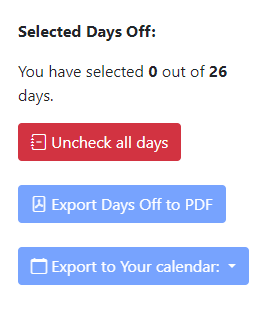 Selected Days Off:
You have selected 0 out of 26
days.
Uncheck all days
Export Days Off to PDF
Export to Your calendar: